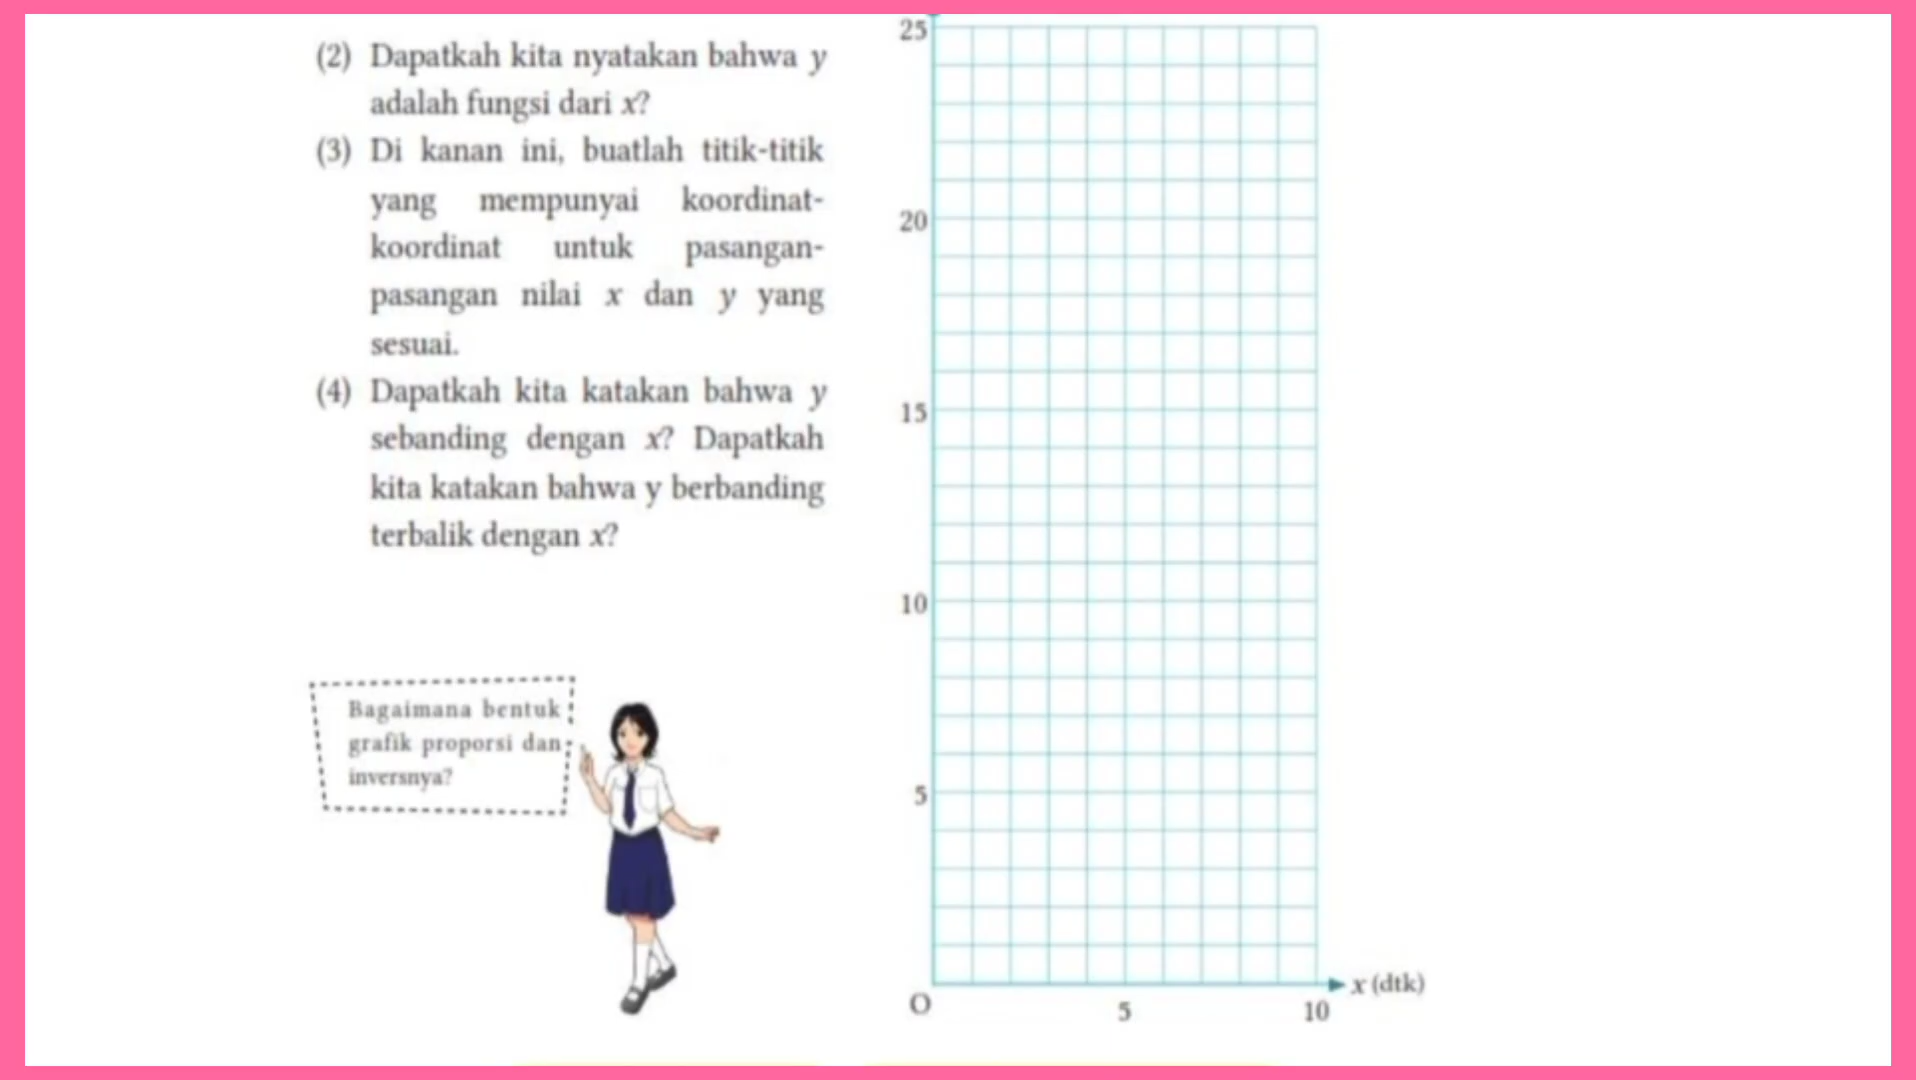 (2) Dapatkah kita nyatakan bahwa y
adalah fungsi dari x?
(3) Di kanan ini, buatlah titik-titik
yang mempunyai koordinat-
koordinat untuk pasangan-
pasangan nilai x dan y yang
sesuai.
(4) Dapatkah kita katakan bahwa y
sebanding dengan x? Dapatkah
kita katakan bahwa y berbanding
terbalik dengan x?
Bagaimana bentuk
grafik proporsi dan
inversnya?
25
20
15
10
5
O
5
10
x (dtk)